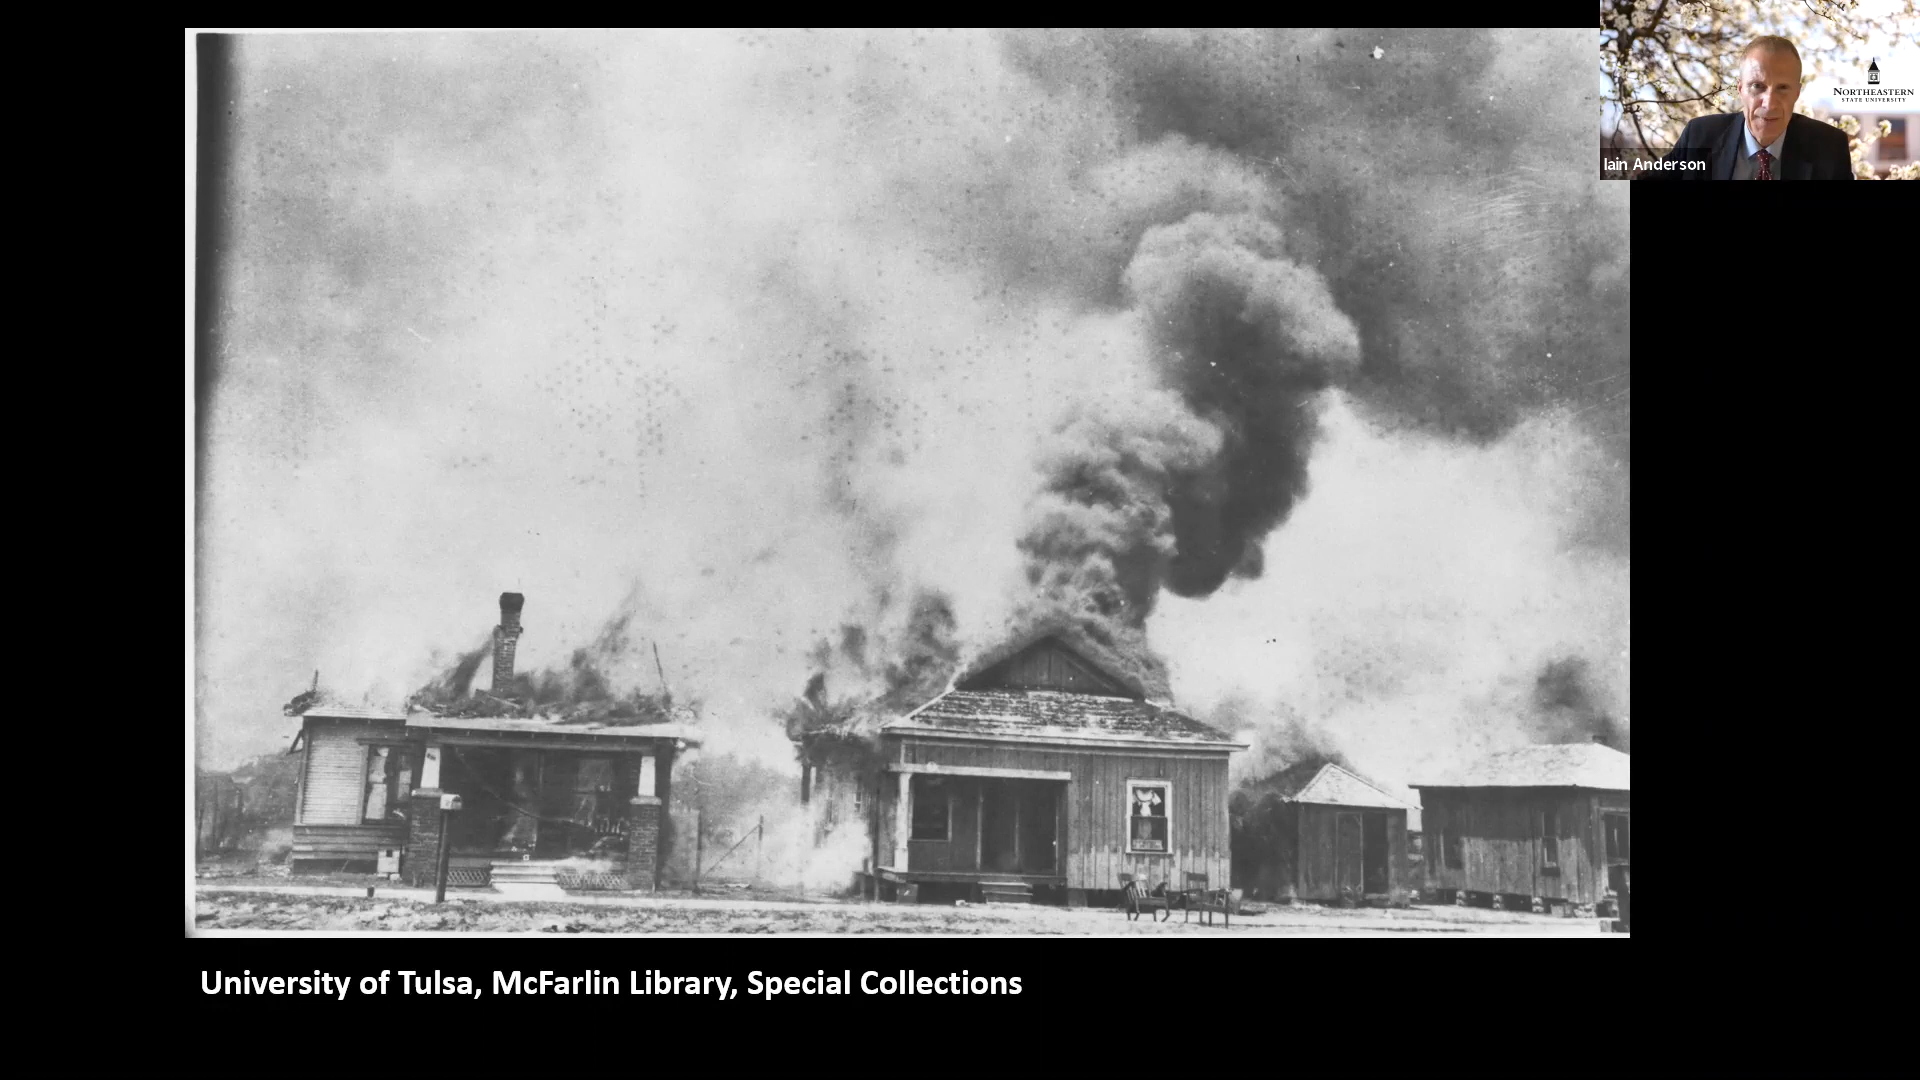 NORTHEASTERN
STATE UNIVERSITY
Iain Anderson
University of Tulsa, McFarlin Library, Special Collections